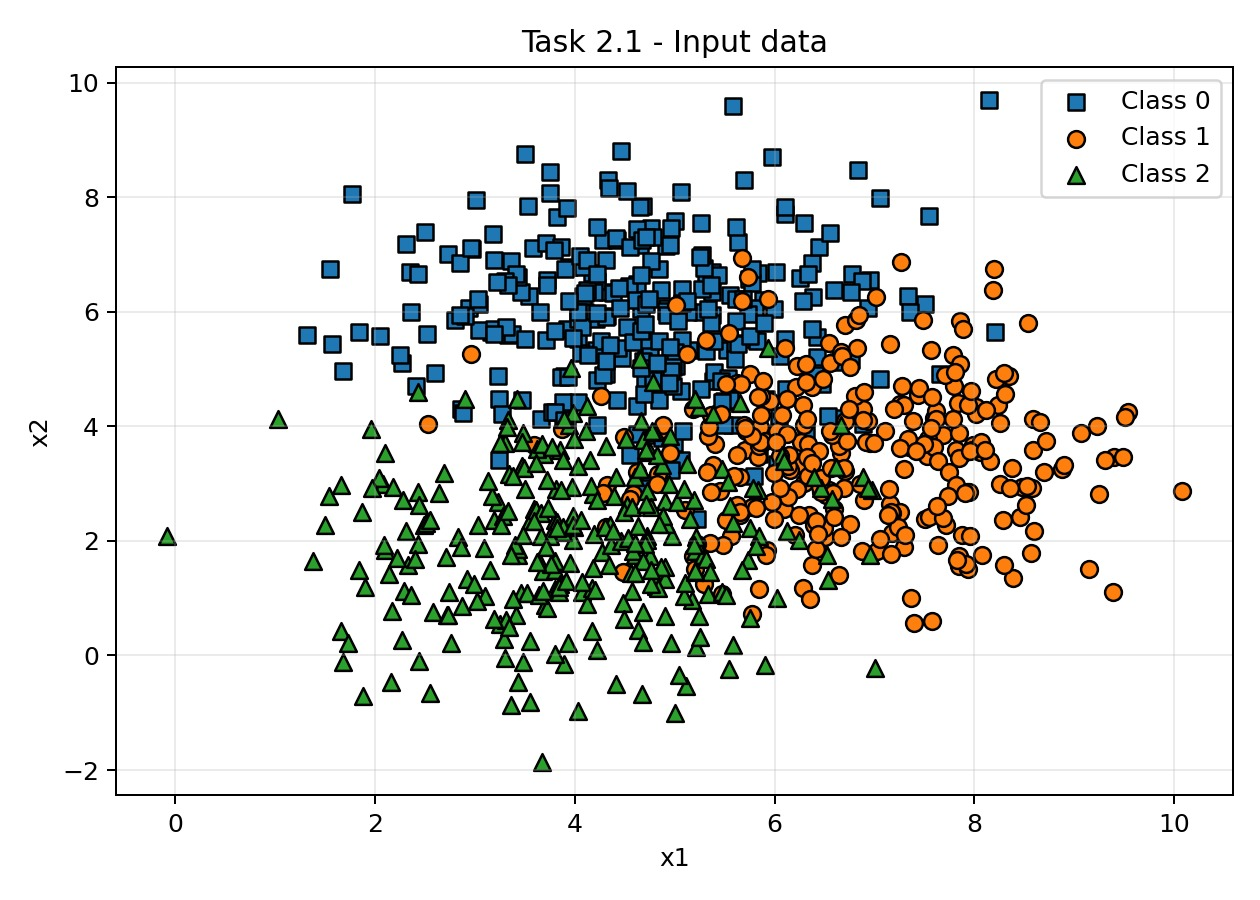 Task 2.1 - Input data
10
8
6
4
2
0
−2
x2
Class 0
Class 1
Class 2
0 2 4 6 8 10
x1